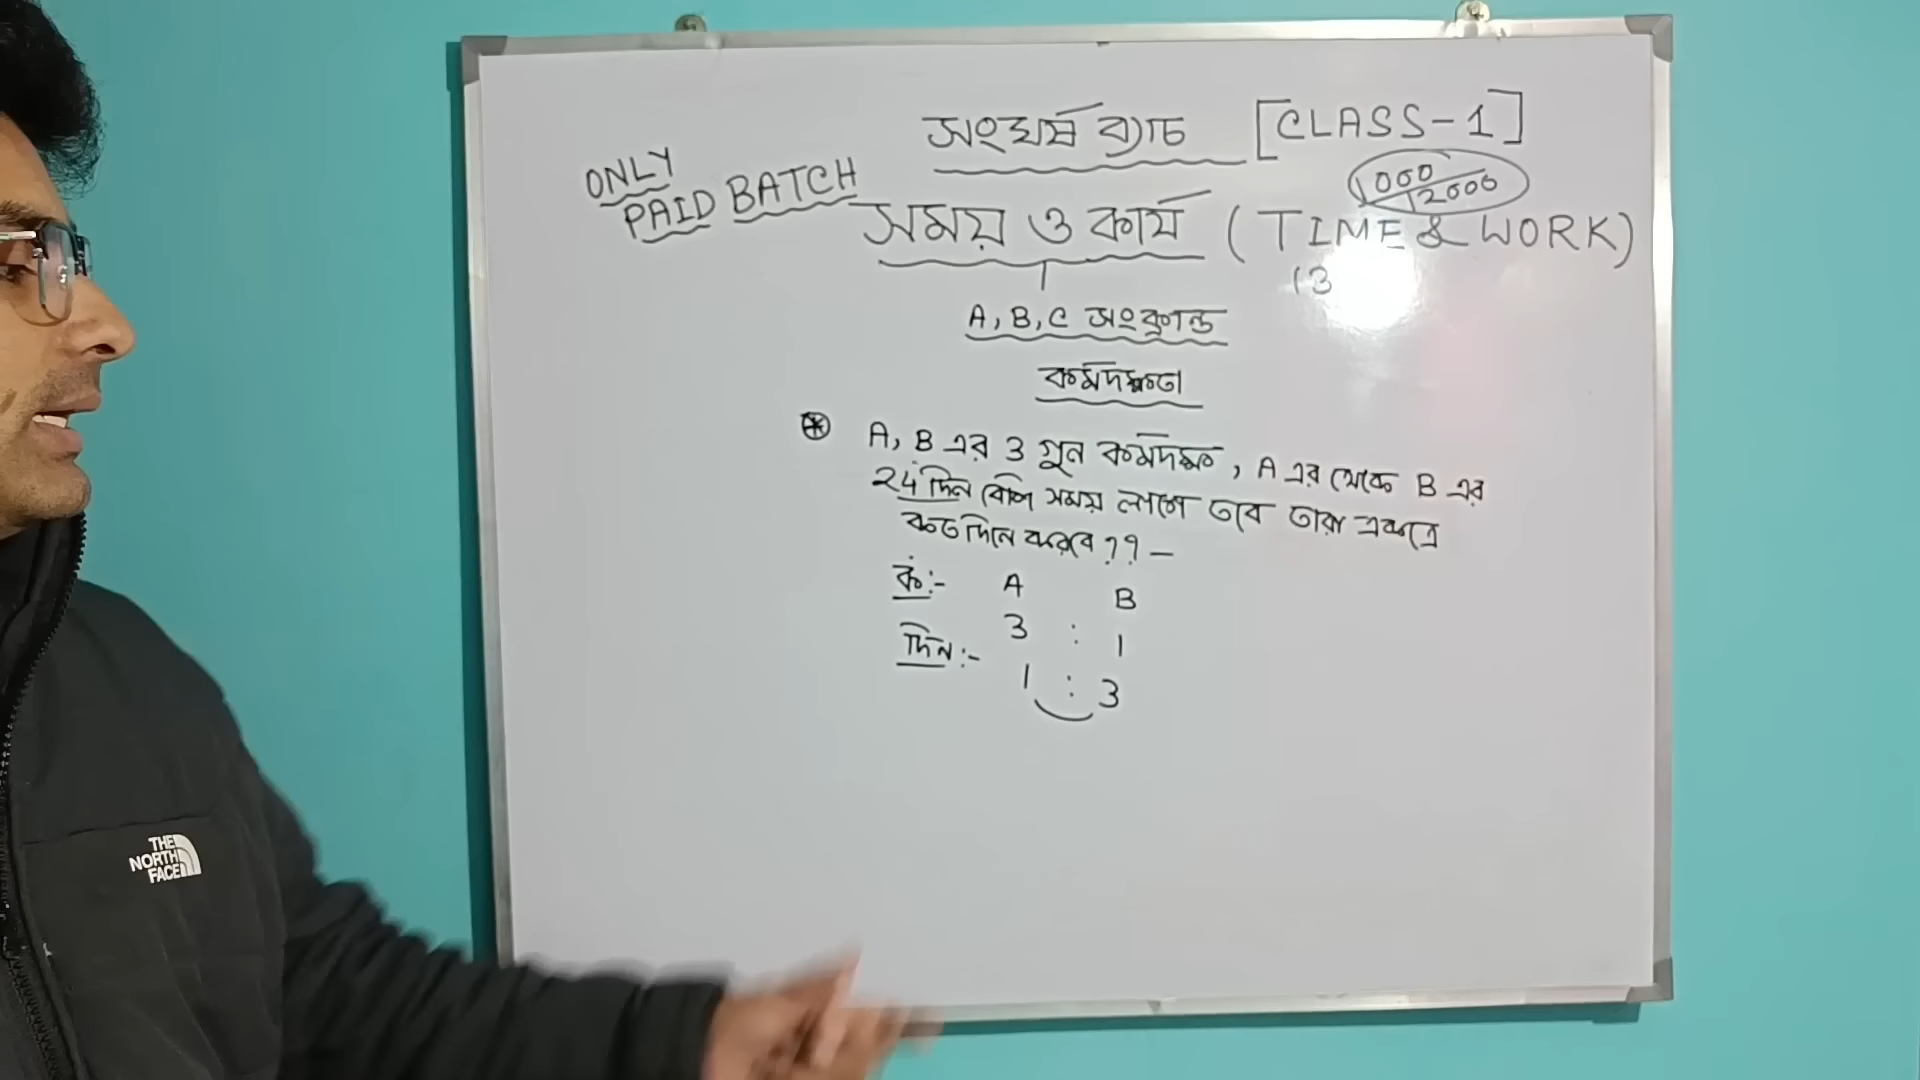 সংঘর্ষ ব্যাচ [CLASS-1]
ONLY
PAID BATCH
1000
12000
সময় ও কার্য (TIME & WORK)
13
A, B, C সংক্রান্ত
কর্মদক্ষতা
A, B এর 3 গুন কর্মদক্ষ, A এর থেকে B এর
24 দিন বেশি সময় লাগে তবে তারা একত্রে
কতদিনে করবে ?? –
ক:- A B
3 : 1
দিন:-
1 : 3
THE
NORTH
FACE